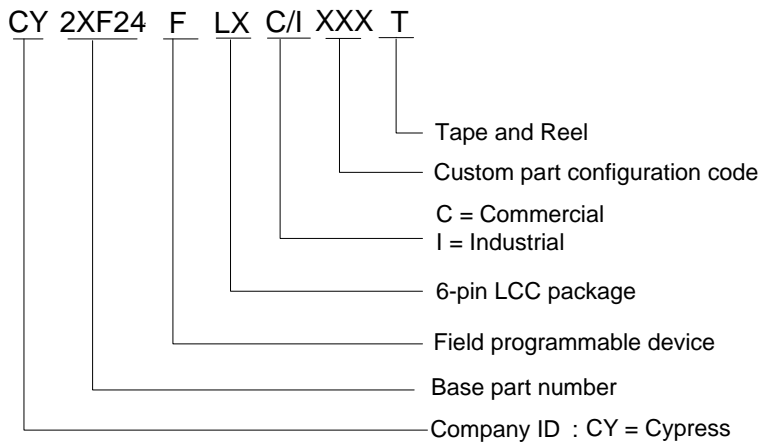 CY 2XF24 F LX C/I XXX T
Tape and Reel
Custom part configuration code
C = Commercial
I = Industrial
6-pin LCC package
Field programmable device
Base part number
Company ID : CY = Cypress